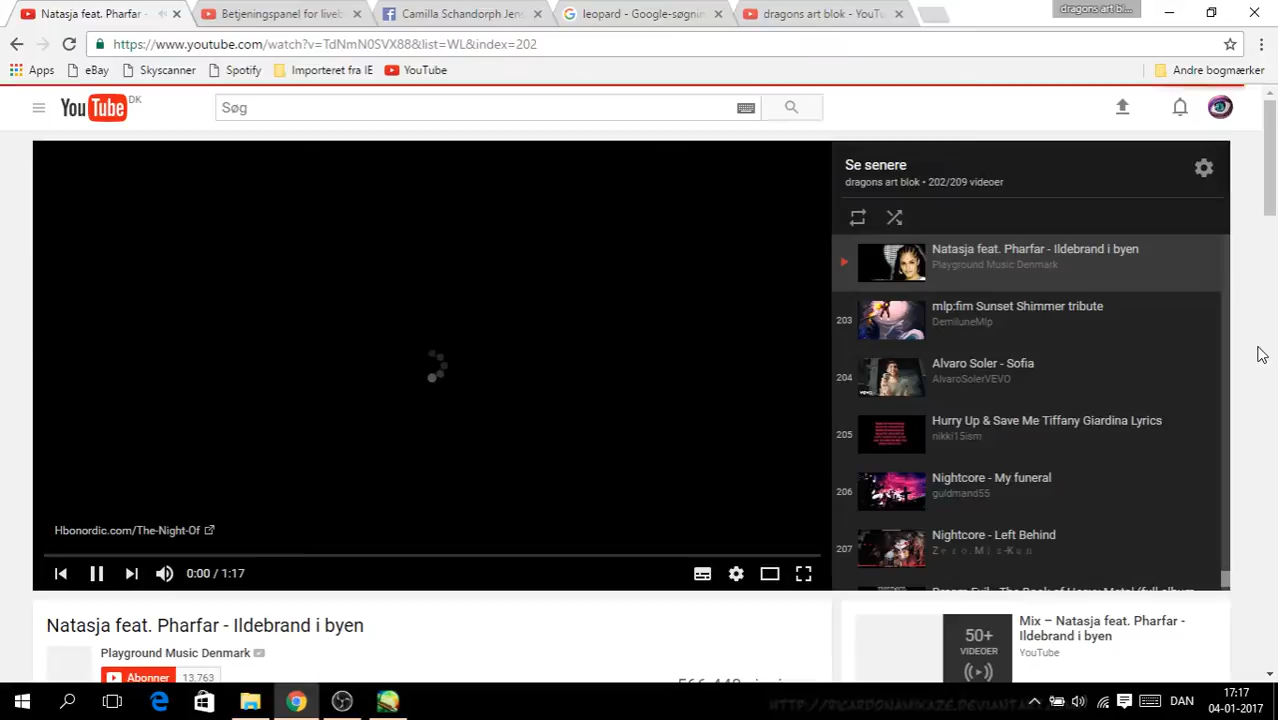 Natasja feat. Pharfar -
Betjeningspanel for liveb
Camilla Schandorph Jens
leopard - Google-søgnin
dragons art blok - YouTu
dragons art bl...
https://www.youtube.com/watch?v=TdNmN0SVX88&list=WL&index=202
Apps
eBay
Skyscanner
Spotify
Importeret fra IE
YouTube
Andre bogmærker
YouTube DK
Søg
Se senere
dragons art blok • 202/209 videoer
Natasja feat. Pharfar - Ildebrand i byen
Playground Music Denmark
203
mlp:fim Sunset Shimmer tribute
DemiluneMlp
204
Alvaro Soler - Sofia
AlvaroSolerVEVO
205
Hurry Up & Save Me Tiffany Giardina Lyrics
nikki15ism
206
Nightcore - My funeral
guldmand55
207
Nightcore - Left Behind
Z e r o . M i s -K u n
Hbonordic.com/The-Night-Of
0:00 / 1:17
Natasja feat. Pharfar - Ildebrand i byen
Playground Music Denmark
Abonner
13.763
50+
VIDEOER
Mix – Natasja feat. Pharfar -
Ildebrand i byen
YouTube
DAN
17:17
04-01-2017